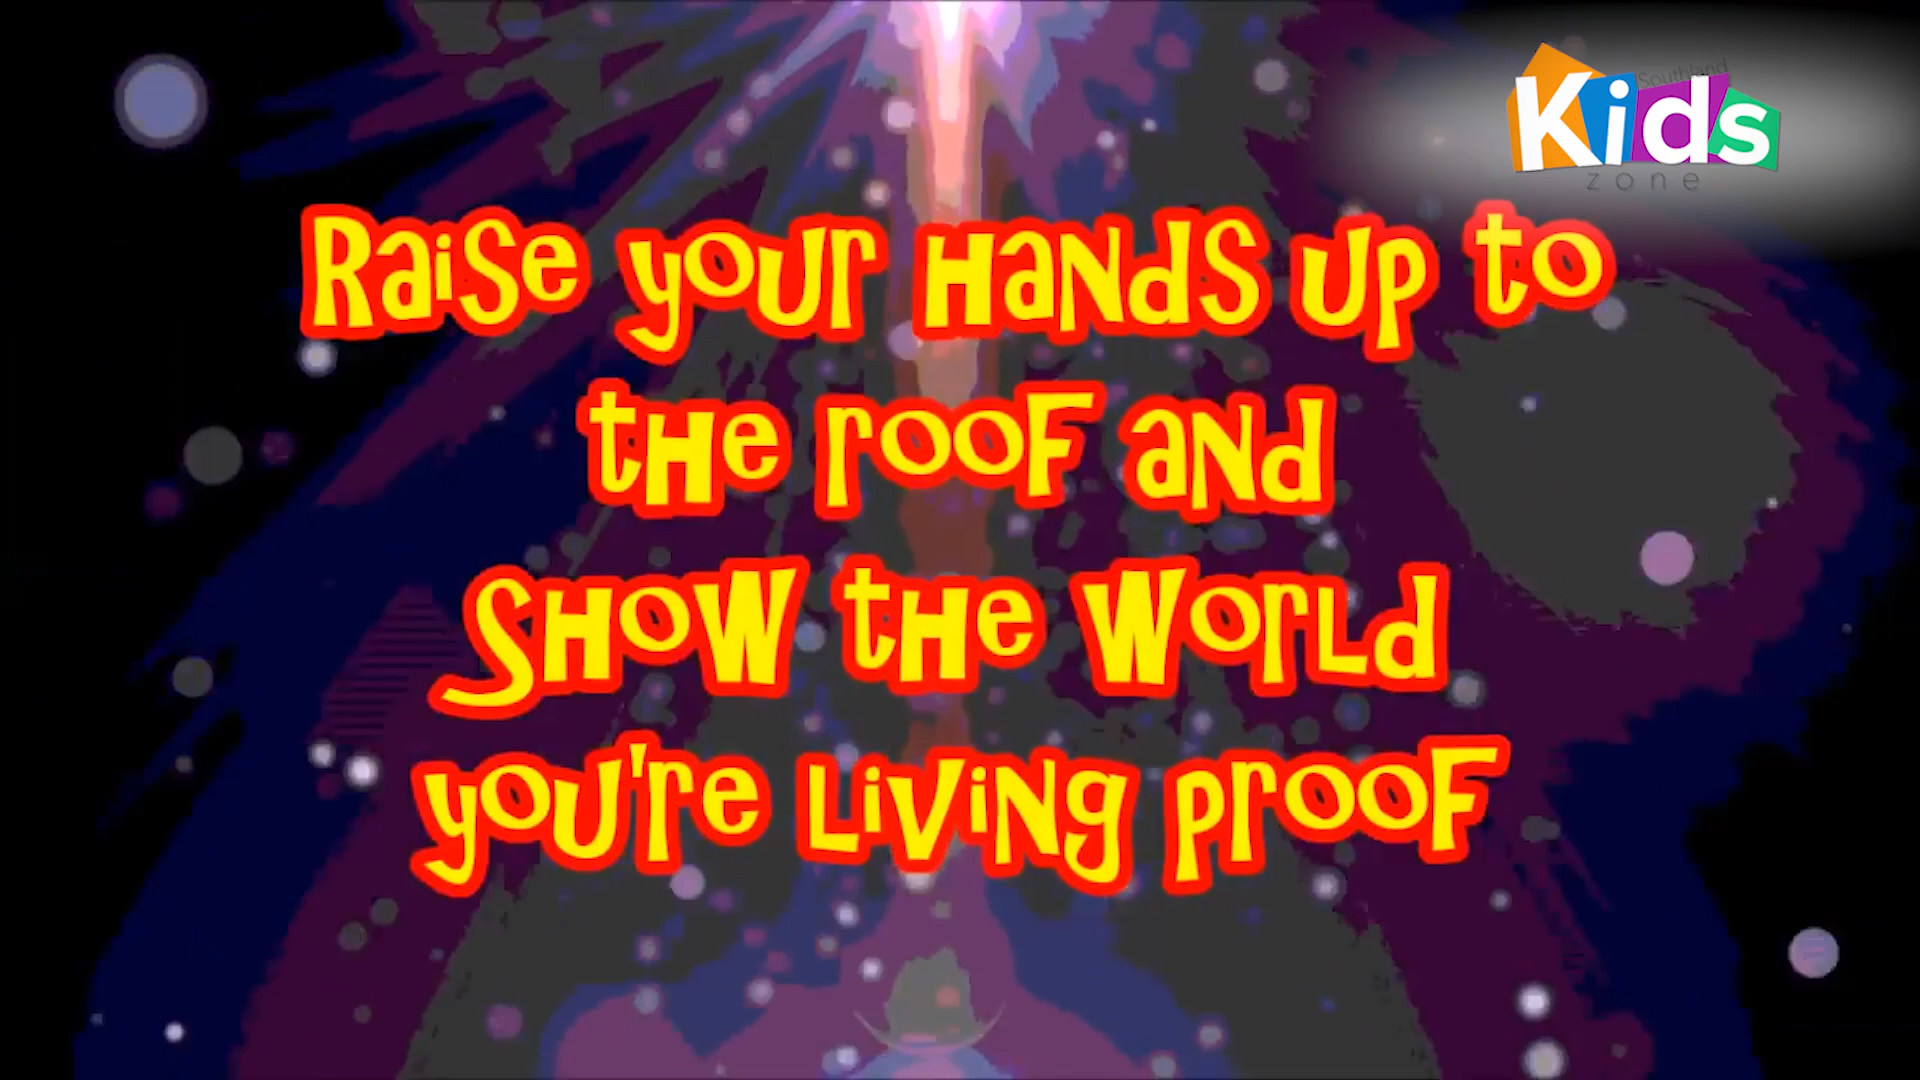 Southland
Kids
zone
Raise your hands up to
the roof and
show the world
you're living proof